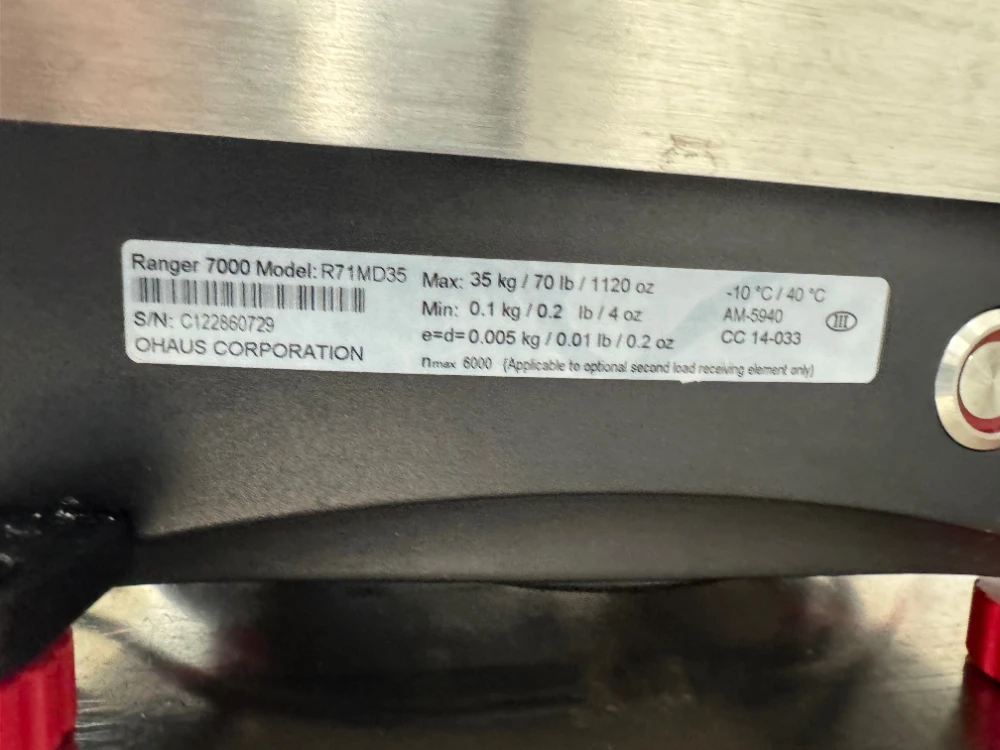 Ranger 7000 Model: R71MD35
S/N: C122860729
OHAUS CORPORATION
Max: 35 kg / 70 lb / 1120 oz
Min: 0.1 kg / 0.2 lb / 4 oz
e=d= 0.005 kg / 0.01 lb / 0.2 oz
nmax 6000 (Applicable to optional second load receiving element only)
-10 °C / 40 °C
AM-5940
CC 14-033
III